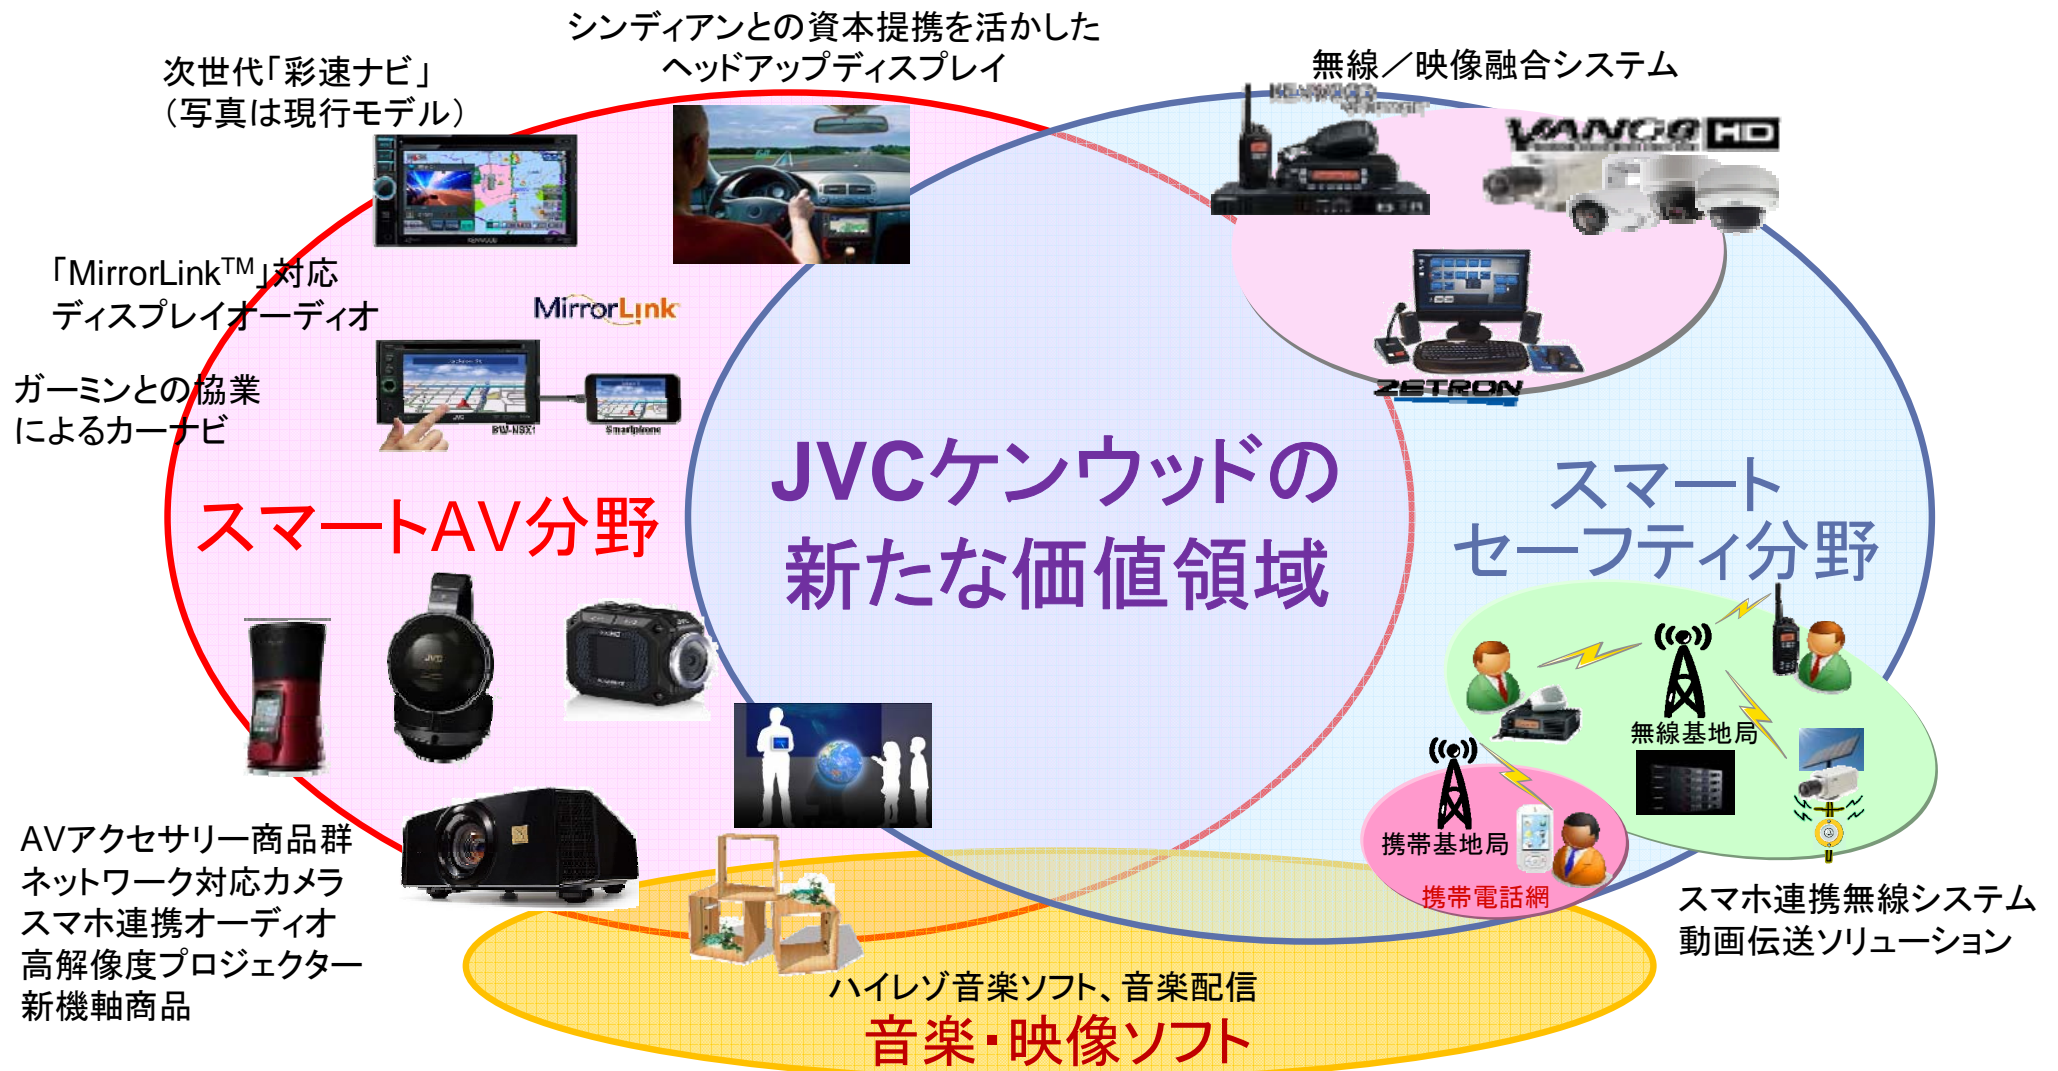 シンディアンとの資本提携を活かした
ヘッドアップディスプレイ
次世代「彩速ナビ」
（写真は現行モデル）
無線／映像融合システム
HD
「MirrorLink™」対応
ディスプレイオーディオ
MirrorLink
ガーミンとの協業
によるカーナビ
JVC
Smartphone
ZETRON
JVCケンウッドの
新たな価値領域
スマートAV分野
スマート
セーフティ分野
JVC
無線基地局
携帯基地局
携帯電話網
AVアクセサリー商品群
ネットワーク対応カメラ
スマホ連携オーディオ
高解像度プロジェクター
新機軸商品
スマホ連携無線システム
動画伝送ソリューション
ハイレゾ音楽ソフト、音楽配信
音楽・映像ソフト